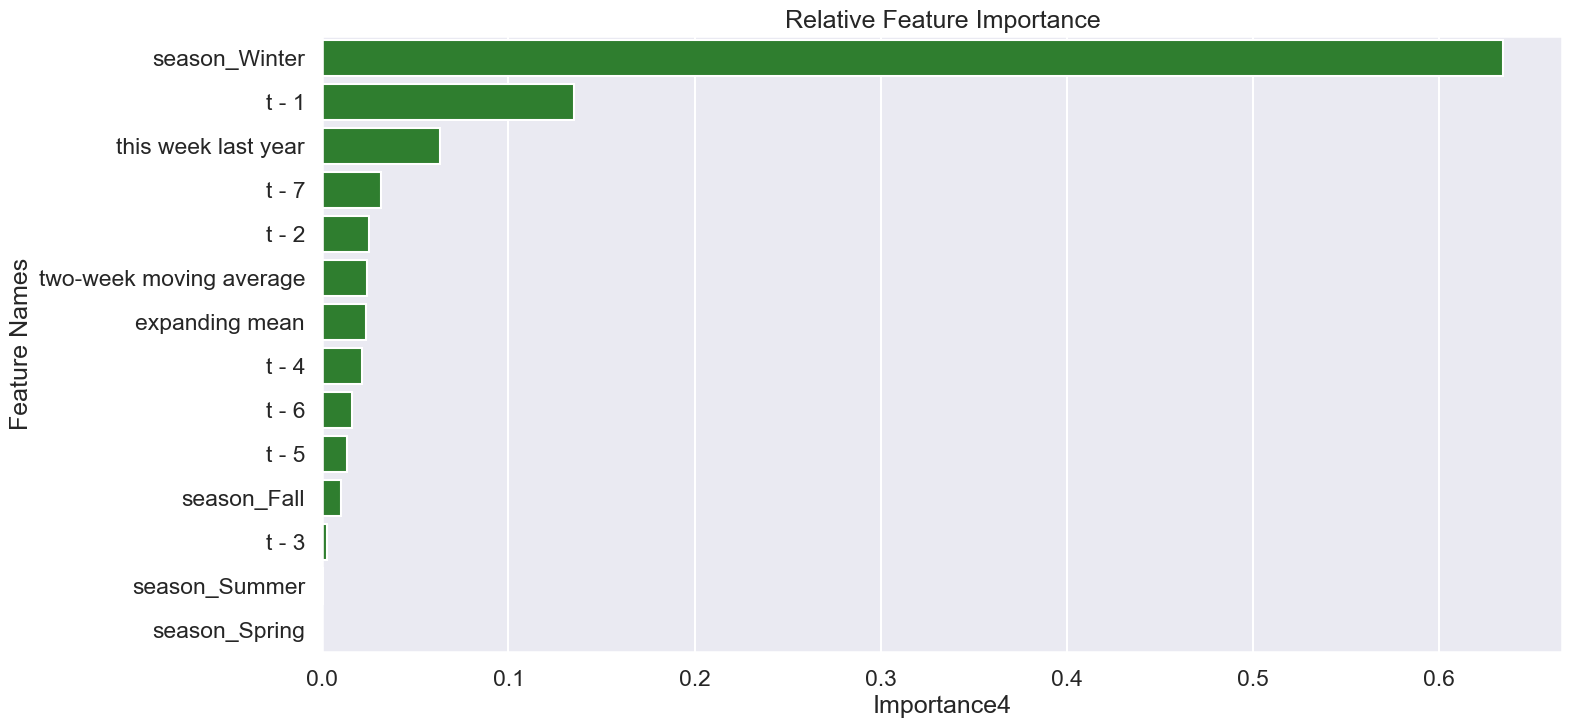 Relative Feature Importance
season_Winter
t - 1
this week last year
t - 7
t - 2
two-week moving average
expanding mean
t - 4
t - 6
t - 5
season_Fall
t - 3
season_Summer
season_Spring
Feature Names
0.0 0.1 0.2 0.3 0.4 0.5 0.6
Importance4